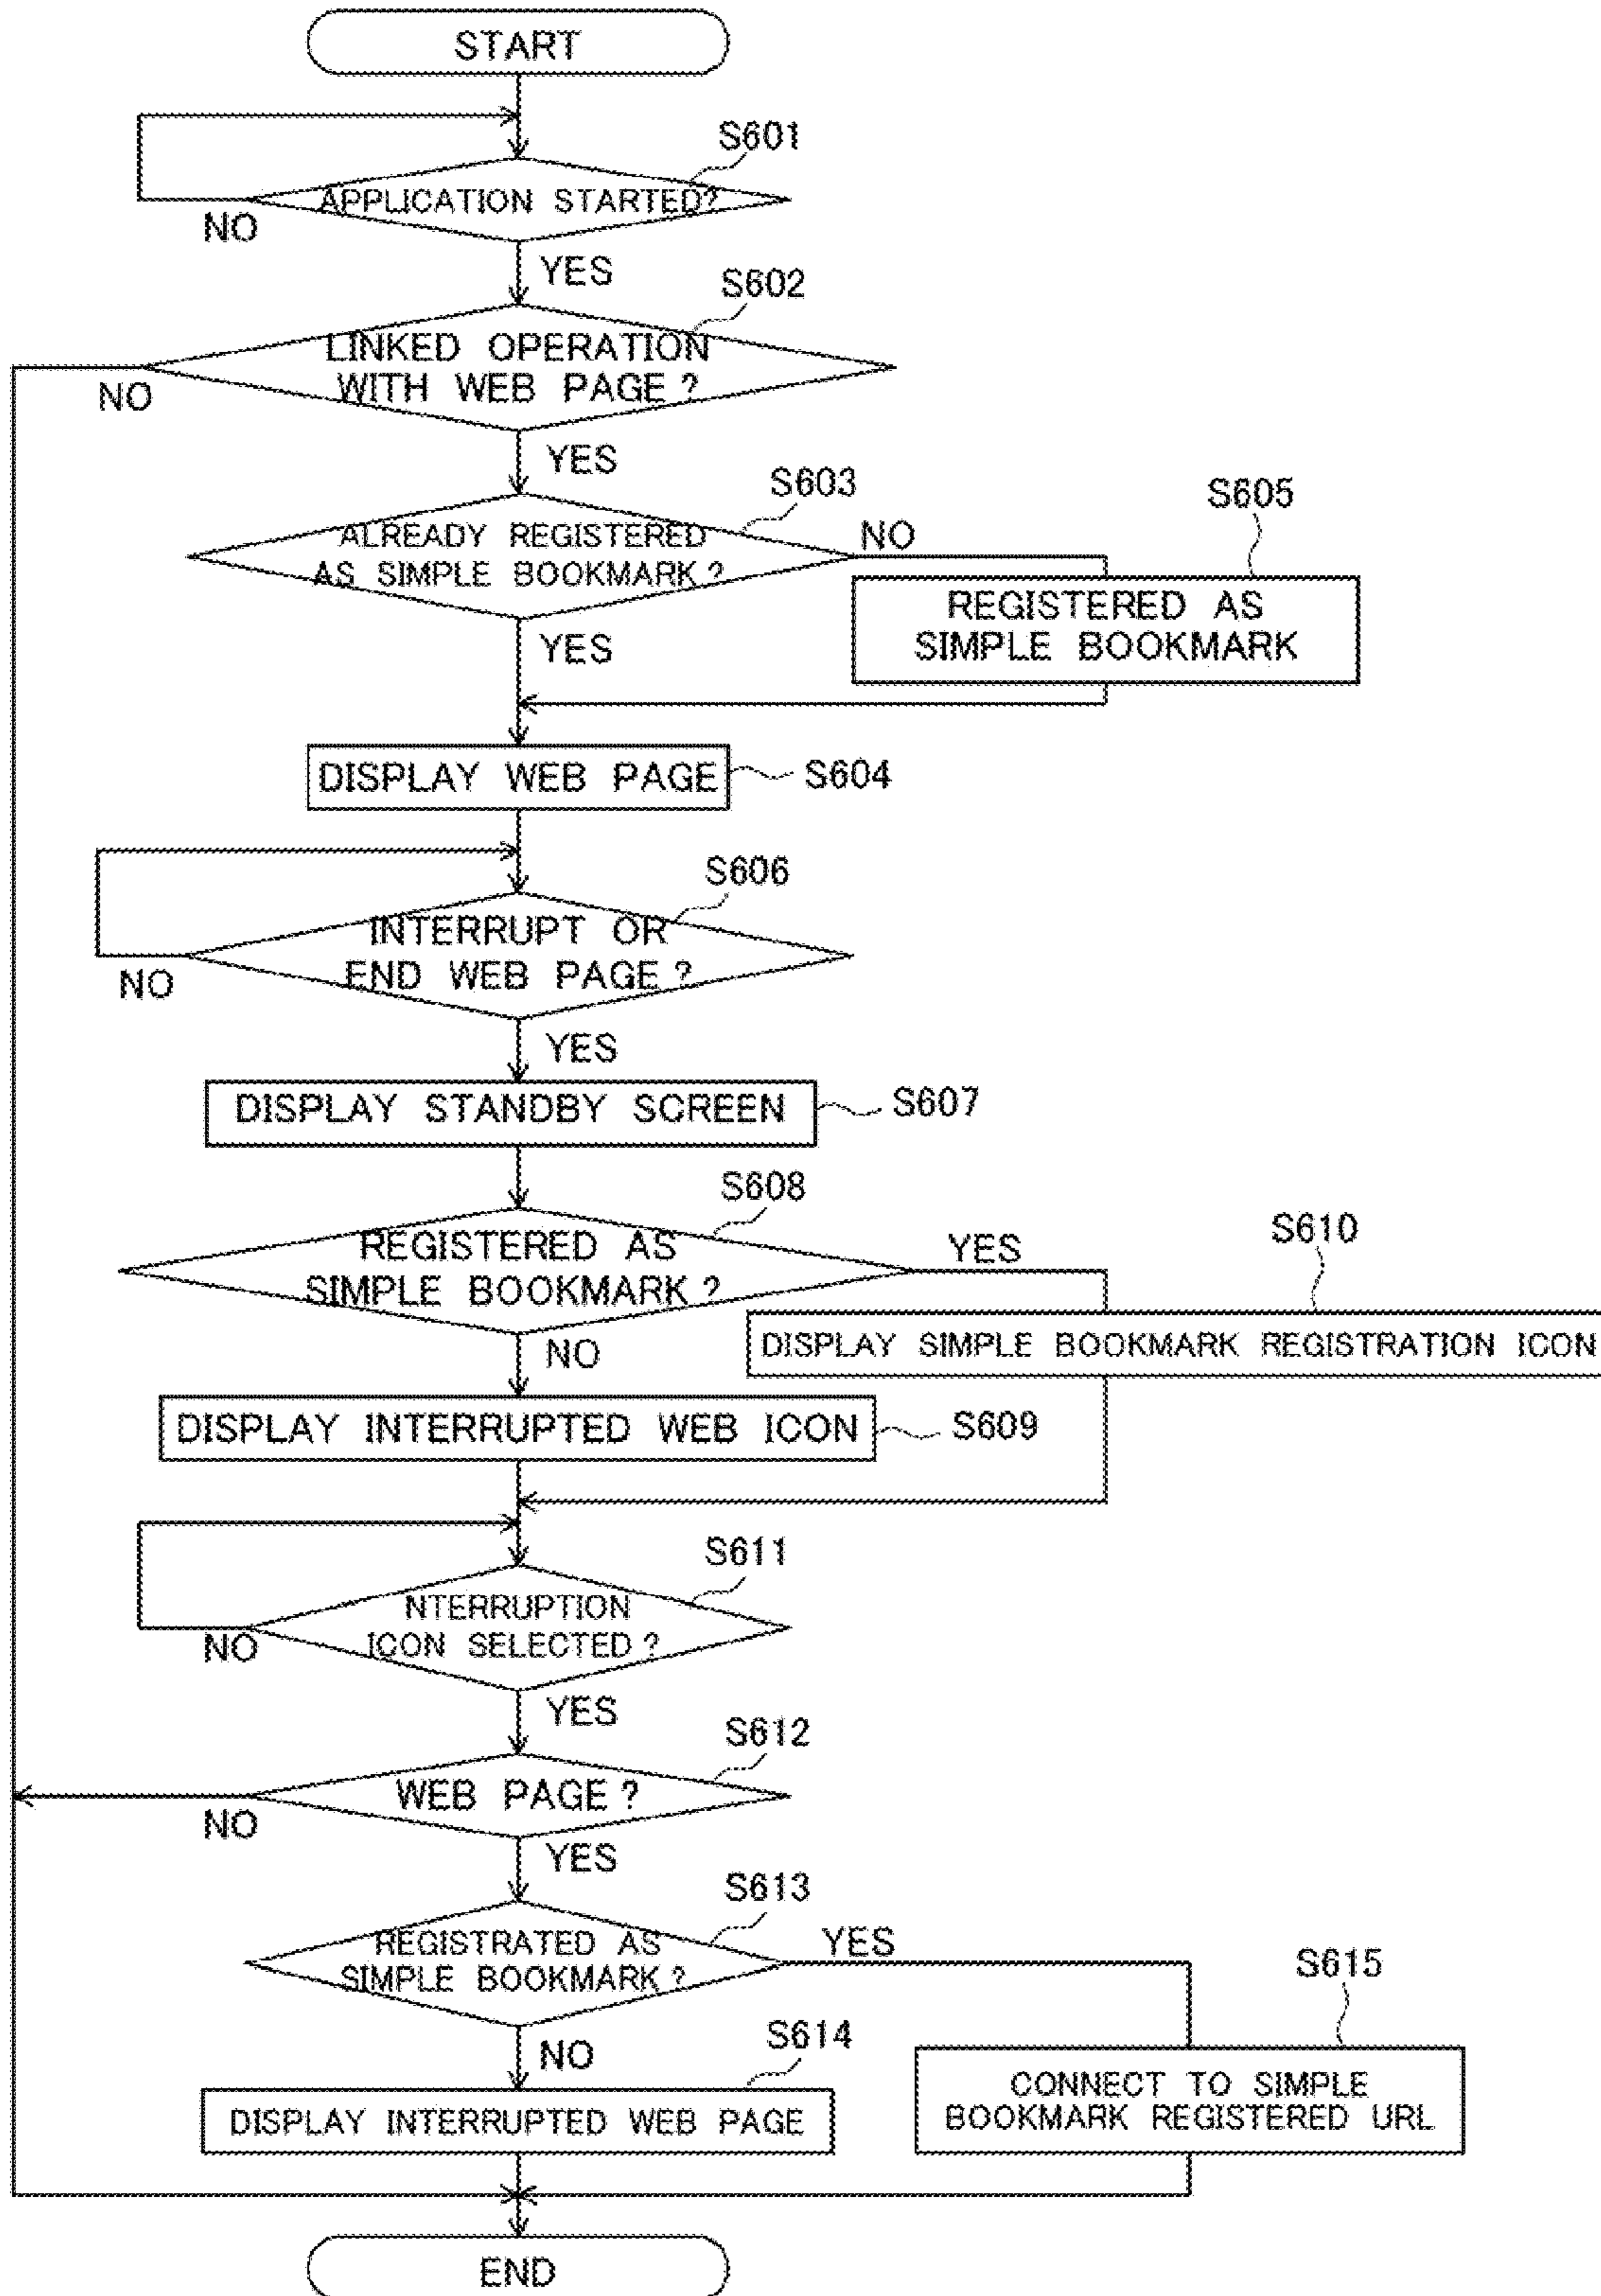 START
S601
APPLICATION STARTED?
NO
YES
S602
LINKED OPERATION
WITH WEB PAGE ?
NO
YES
S603
ALREADY REGISTERED
AS SIMPLE BOOKMARK ?
NO
S605
REGISTERED AS
SIMPLE BOOKMARK
YES
DISPLAY WEB PAGE
S604
S606
INTERRUPT OR
END WEB PAGE ?
NO
YES
DISPLAY STANDBY SCREEN
S607
S608
REGISTERED AS
SIMPLE BOOKMARK ?
YES
S610
DISPLAY SIMPLE BOOKMARK REGISTRATION ICON
NO
DISPLAY INTERRUPTED WEB ICON
S609
S611
NTERRUPTION
ICON SELECTED ?
NO
YES
S612
WEB PAGE ?
NO
YES
S613
REGISTRATED AS
SIMPLE BOOKMARK ?
YES
S615
CONNECT TO SIMPLE
BOOKMARK REGISTERED URL
NO
S614
DISPLAY INTERRUPTED WEB PAGE
END